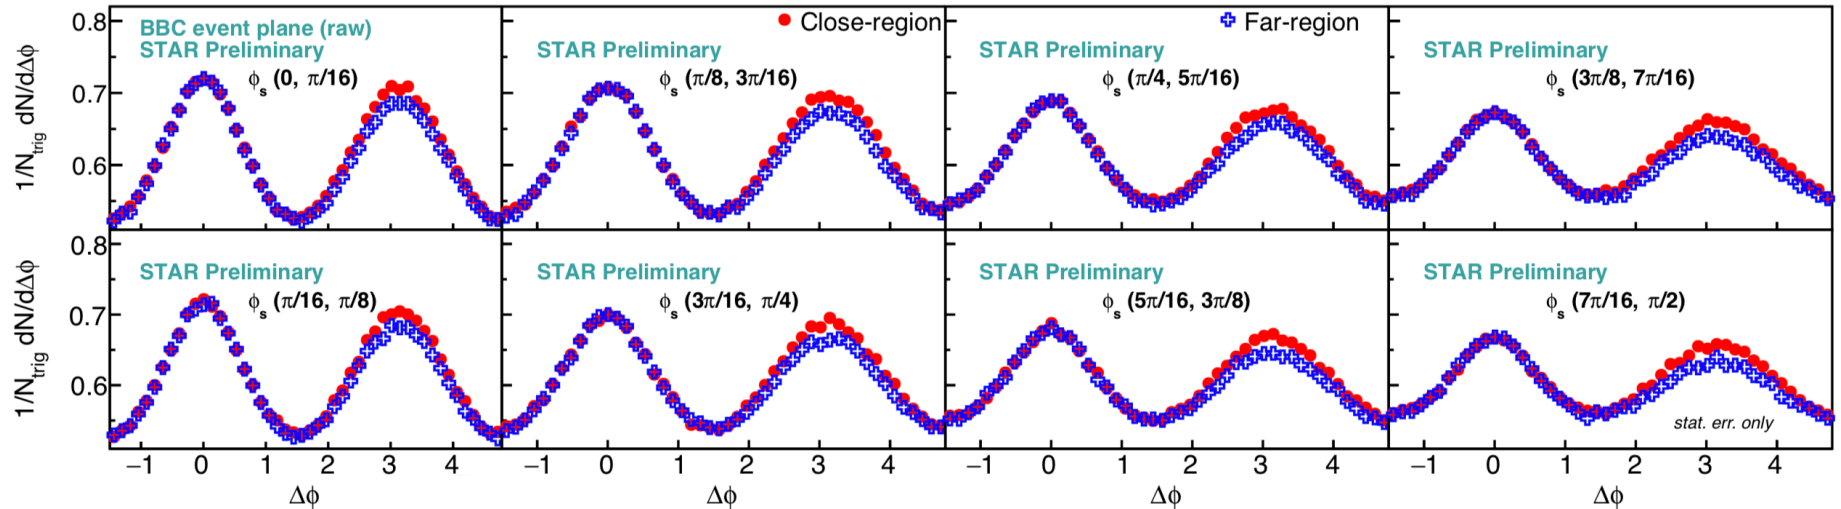 BBC event plane (raw)
STAR Preliminary
ϕs (0, π/16)
STAR Preliminary
ϕs (π/8, 3π/16)
Close-region
STAR Preliminary
ϕs (π/4, 5π/16)
Far-region
STAR Preliminary
ϕs (3π/8, 7π/16)
1/Ntrig dN/dΔϕ
0.8
0.7
0.6
STAR Preliminary
ϕs (π/16, π/8)
STAR Preliminary
ϕs (3π/16, π/4)
STAR Preliminary
ϕs (5π/16, 3π/8)
STAR Preliminary
ϕs (7π/16, π/2)
stat. err. only
1/Ntrig dN/dΔϕ
0.8
0.7
0.6
−1 0 1 2 3 4
−1 0 1 2 3 4
−1 0 1 2 3 4
−1 0 1 2 3 4
Δϕ
Δϕ
Δϕ
Δϕ